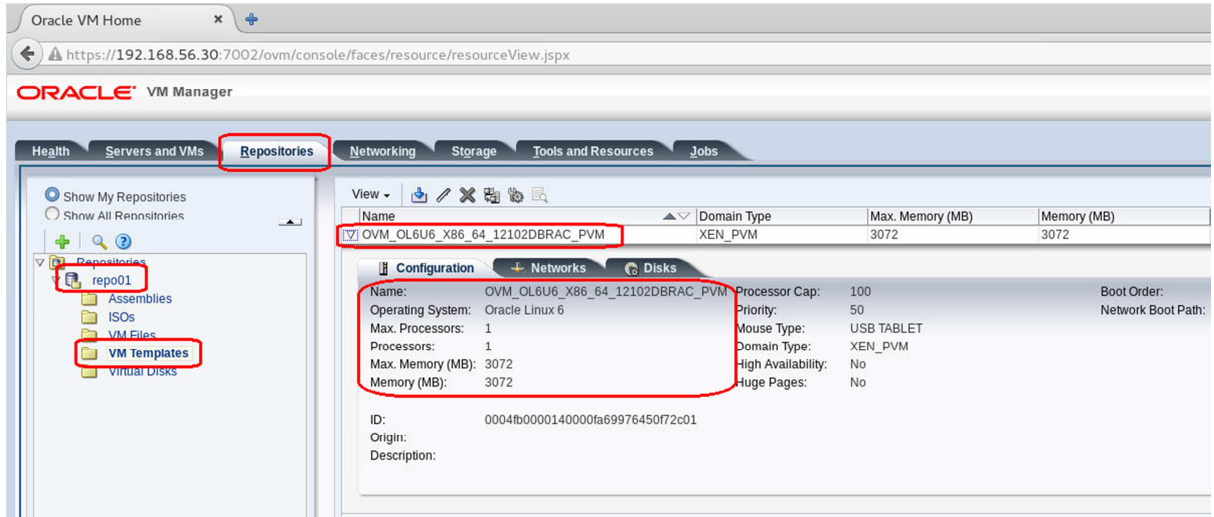 Oracle VM Home
https://192.168.56.30:7002/ovm/console/faces/resource/resourceView.jspx
ORACLE VM Manager
Health Servers and VMs Repositories Networking Storage Tools and Resources Jobs
Show My Repositories
Show All Repositories
Repositories
repo01
Assemblies
ISOs
VM Files
VM Templates
Virtual Disks
View
Name Domain Type Max. Memory (MB) Memory (MB)
OVM_OL6U6_X86_64_12102DBRAC_PVM XEN_PVM 3072 3072
Configuration Networks Disks
Name: OVM_OL6U6_X86_64_12102DBRAC_PVM Processor Cap: 100 Boot Order:
Operating System: Oracle Linux 6 Priority: 50 Network Boot Path:
Max. Processors: 1 Mouse Type: USB TABLET
Processors: 1 Domain Type: XEN_PVM
Max. Memory (MB): 3072 High Availability: No
Memory (MB): 3072 Huge Pages: No
ID: 0004fb0000140000fa69976450f72c01
Origin:
Description: